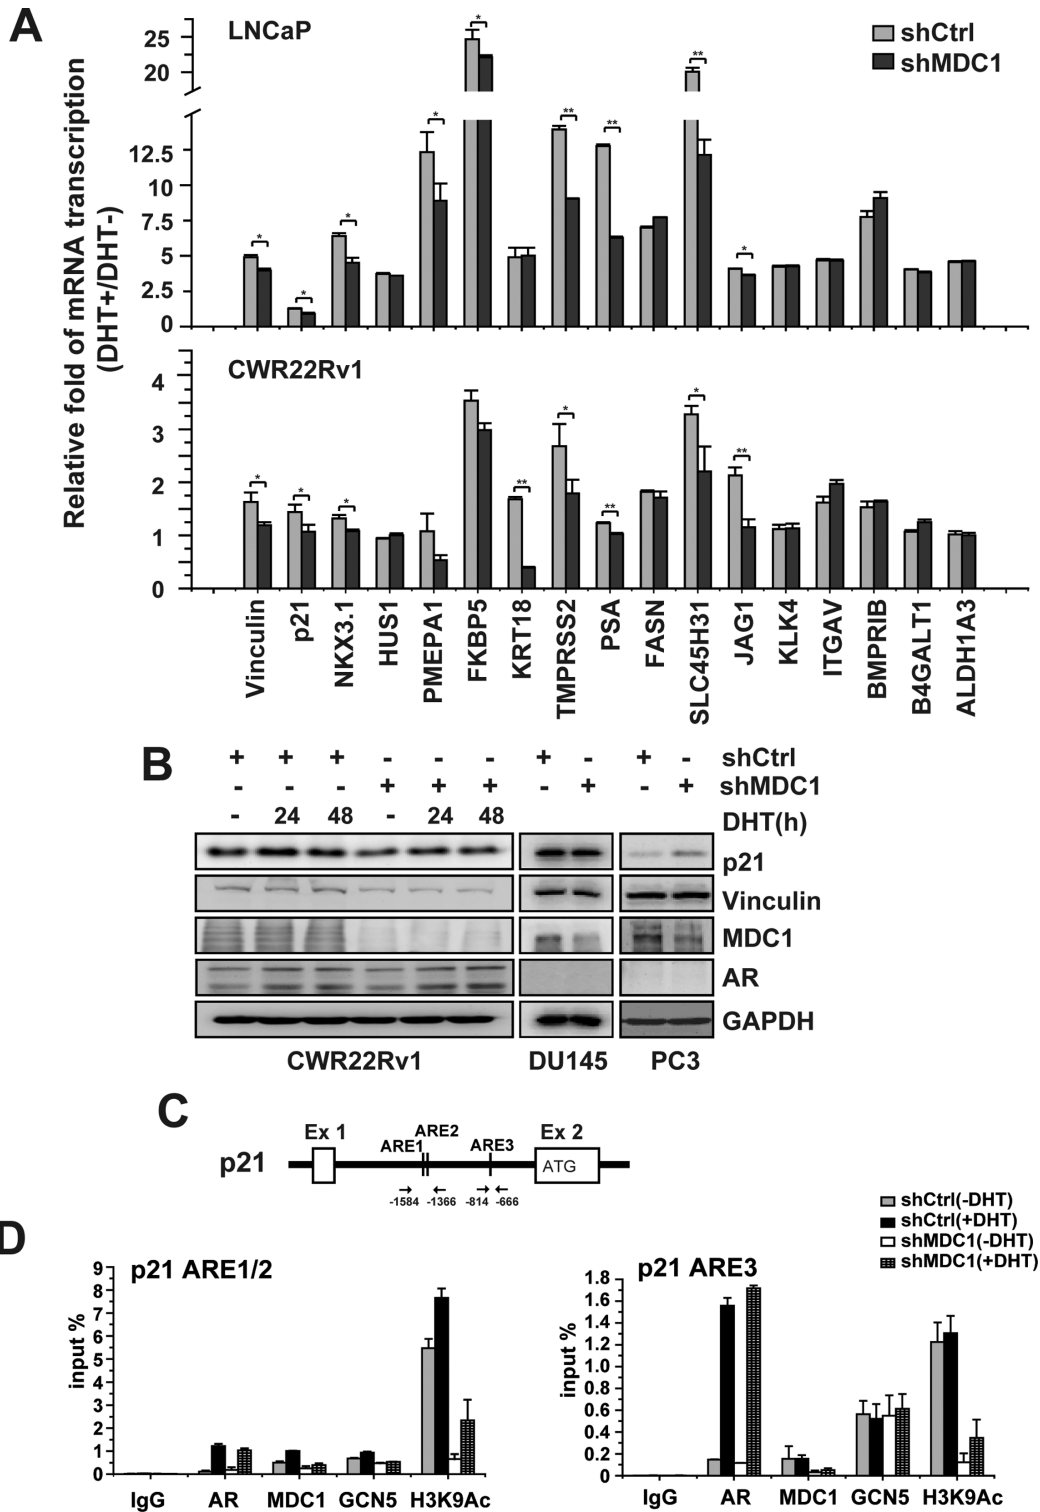 A
LNCaP
shCtrl
shMDC1
Relative fold of mRNA transcription
(DHT+/DHT-)
25
20
12.5
10
7.5
5
2.5
0
* * * * * ** ** ** *
CWR22Rv1
4
3
2
1
0
* * * ** * ** * **
Vinculin
p21
NKX3.1
HUS1
PMEPA1
FKBP5
KRT18
TMPRSS2
PSA
FASN
SLC45H31
JAG1
KLK4
ITGAV
BMPRIB
B4GALT1
ALDH1A3
B
+ + + - - - + - + - shCtrl
- - - + + + - + - + shMDC1
- 24 48 - 24 48 DHT(h)
p21
Vinculin
MDC1
AR
GAPDH
CWR22Rv1 DU145 PC3
C
p21
Ex 1
ARE1
ARE2
ARE3
Ex 2
ATG
-1584 -1366 -814 -666
D
shCtrl(-DHT)
shCtrl(+DHT)
shMDC1(-DHT)
shMDC1(+DHT)
p21 ARE1/2
input %
9
8
7
6
5
4
3
2
1
0
IgG AR MDC1 GCN5 H3K9Ac
p21 ARE3
input %
1.8
1.6
1.4
1.2
1.0
0.8
0.6
0.4
0.2
0
IgG AR MDC1 GCN5 H3K9Ac